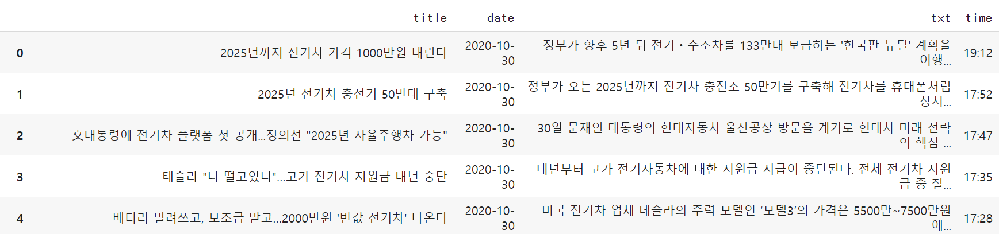 title date txt time
0 2025년까지 전기차 가격 1000만원 내린다 2020-10-30 정부가 향후 5년 뒤 전기·수소차를 133만대 보급하는 '한국판 뉴딜' 계획을 이행... 19:12
1 2025년 전기차 충전기 50만대 구축 2020-10-30 정부가 오는 2025년까지 전기차 충전소 50만기를 구축해 전기차를 휴대폰처럼 상시... 17:52
2 文대통령에 전기차 플랫폼 첫 공개…정의선 "2025년 자율주행차 가능" 2020-10-30 30일 문재인 대통령의 현대자동차 울산공장 방문을 계기로 현대차 미래 전략의 핵심 ... 17:47
3 테슬라 "나 떨고있니"…고가 전기차 지원금 내년 중단 2020-10-30 내년부터 고가 전기자동차에 대한 지원금 지급이 중단된다. 전체 전기차 지원금 중 절... 17:35
4 배터리 빌려쓰고, 보조금 받고…2000만원 '반값 전기차' 나온다 2020-10-30 미국 전기차 업체 테슬라의 주력 모델인 ‘모델3’의 가격은 5500만~7500만원에... 17:28